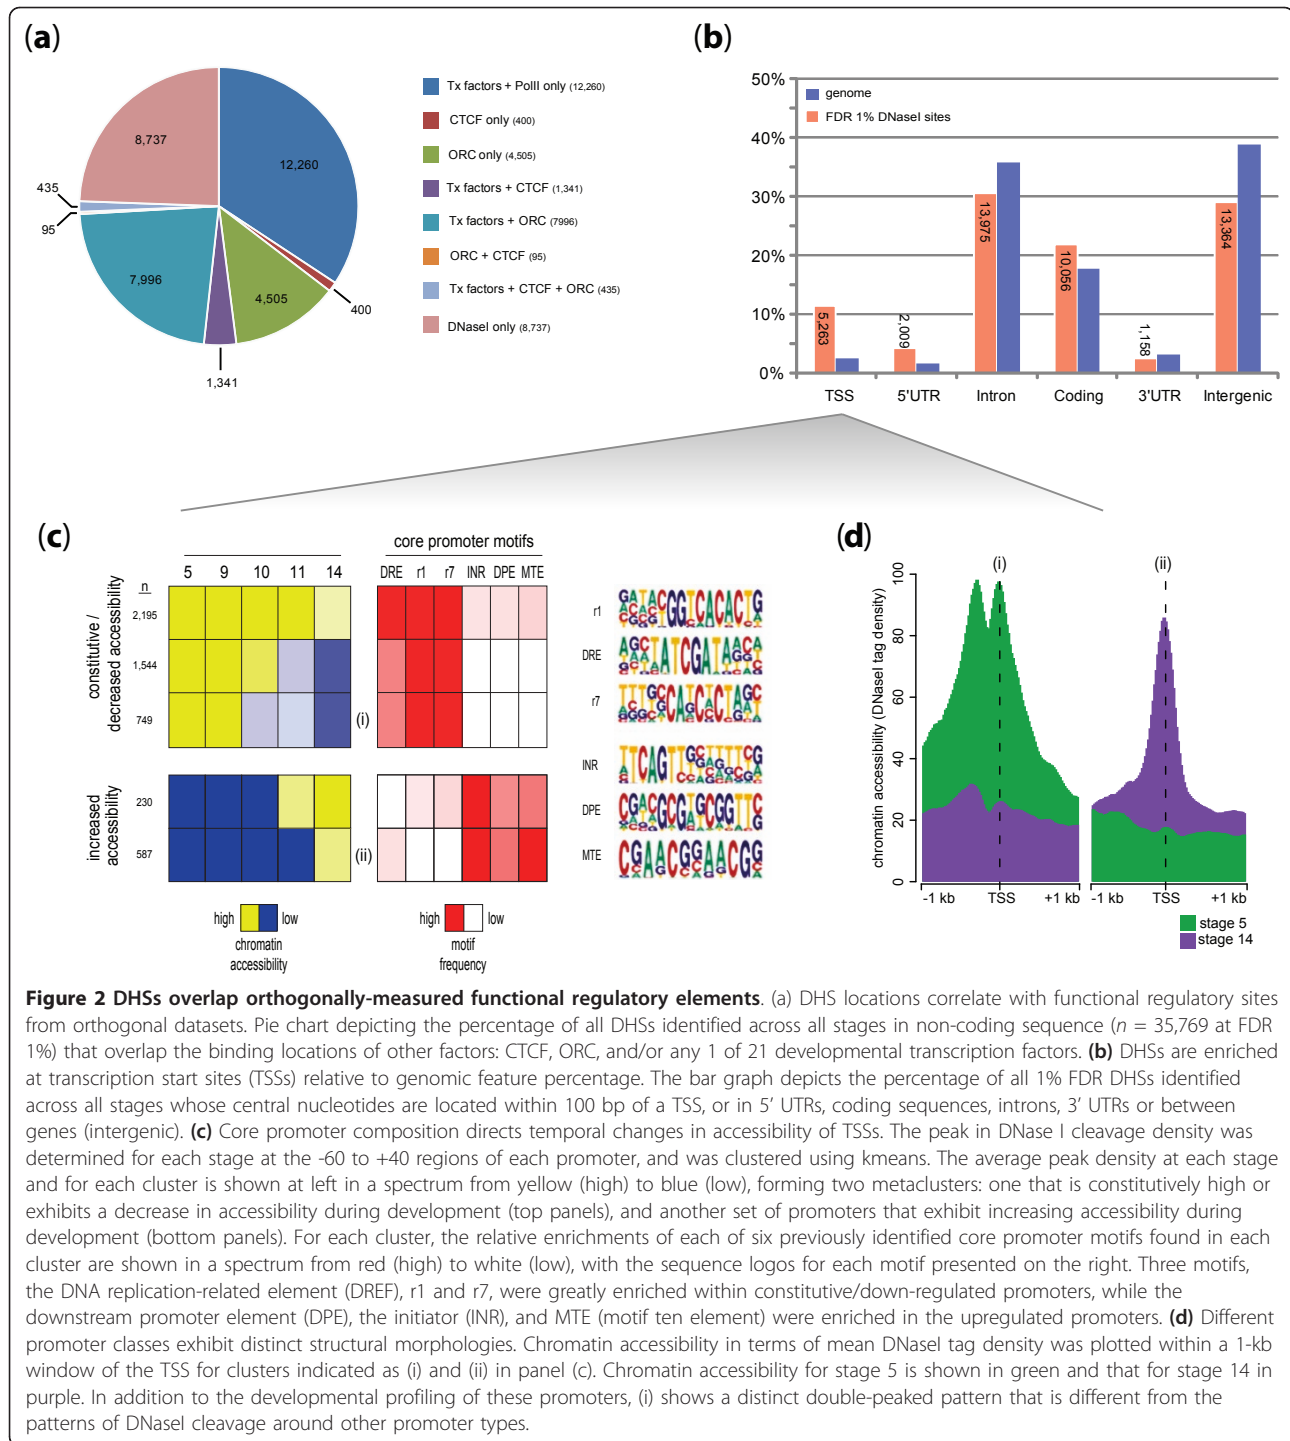 (a)
8,737
435
95
7,996
1,341
4,505
400
12,260
Tx factors + PolII only (12,260)
CTCF only (400)
ORC only (4,505)
Tx factors + CTCF (1,341)
Tx factors + ORC (7996)
ORC + CTCF (95)
Tx factors + CTCF + ORC (435)
DNaseI only (8,737)
(b)
50%
40%
30%
20%
10%
0%
genome
FDR 1% DNaseI sites
5,263
2,009
13,975
10,056
1,158
13,364
TSS 5'UTR Intron Coding 3'UTR Intergenic
(c)
core promoter motifs
5 9 10 11 14
DRE r1 r7 INR DPE MTE
n
2,195
1,544
749
constitutive /
decreased accessibility
(i)
230
587
increased
accessibility
(ii)
high low
chromatin
accessibility
high low
motif
frequency
r1
DRE
r7
INR
DPE
MTE
(d)
(i)
(ii)
chromatin accessibility (DNaseI tag density)
100
80
60
40
20
0
-1 kb TSS +1 kb
-1 kb TSS +1 kb
stage 5
stage 14
Figure 2 DHSs overlap orthogonally-measured functional regulatory elements. (a) DHS locations correlate with functional regulatory sites
from orthogonal datasets. Pie chart depicting the percentage of all DHSs identified across all stages in non-coding sequence (n = 35,769 at FDR
1%) that overlap the binding locations of other factors: CTCF, ORC, and/or any 1 of 21 developmental transcription factors. (b) DHSs are enriched
at transcription start sites (TSSs) relative to genomic feature percentage. The bar graph depicts the percentage of all 1% FDR DHSs identified
across all stages whose central nucleotides are located within 100 bp of a TSS, or in 5’ UTRs, coding sequences, introns, 3’ UTRs or between
genes (intergenic). (c) Core promoter composition directs temporal changes in accessibility of TSSs. The peak in DNase I cleavage density was
determined for each stage at the -60 to +40 regions of each promoter, and was clustered using kmeans. The average peak density at each stage
and for each cluster is shown at left in a spectrum from yellow (high) to blue (low), forming two metaclusters: one that is constitutively high or
exhibits a decrease in accessibility during development (top panels), and another set of promoters that exhibit increasing accessibility during
development (bottom panels). For each cluster, the relative enrichments of each of six previously identified core promoter motifs found in each
cluster are shown in a spectrum from red (high) to white (low), with the sequence logos for each motif presented on the right. Three motifs,
the DNA replication-related element (DREF), r1 and r7, were greatly enriched within constitutive/down-regulated promoters, while the
downstream promoter element (DPE), the initiator (INR), and MTE (motif ten element) were enriched in the upregulated promoters. (d) Different
promoter classes exhibit distinct structural morphologies. Chromatin accessibility in terms of mean DNaseI tag density was plotted within a 1-kb
window of the TSS for clusters indicated as (i) and (ii) in panel (c). Chromatin accessibility for stage 5 is shown in green and that for stage 14 in
purple. In addition to the developmental profiling of these promoters, (i) shows a distinct double-peaked pattern that is different from the
patterns of DNaseI cleavage around other promoter types.